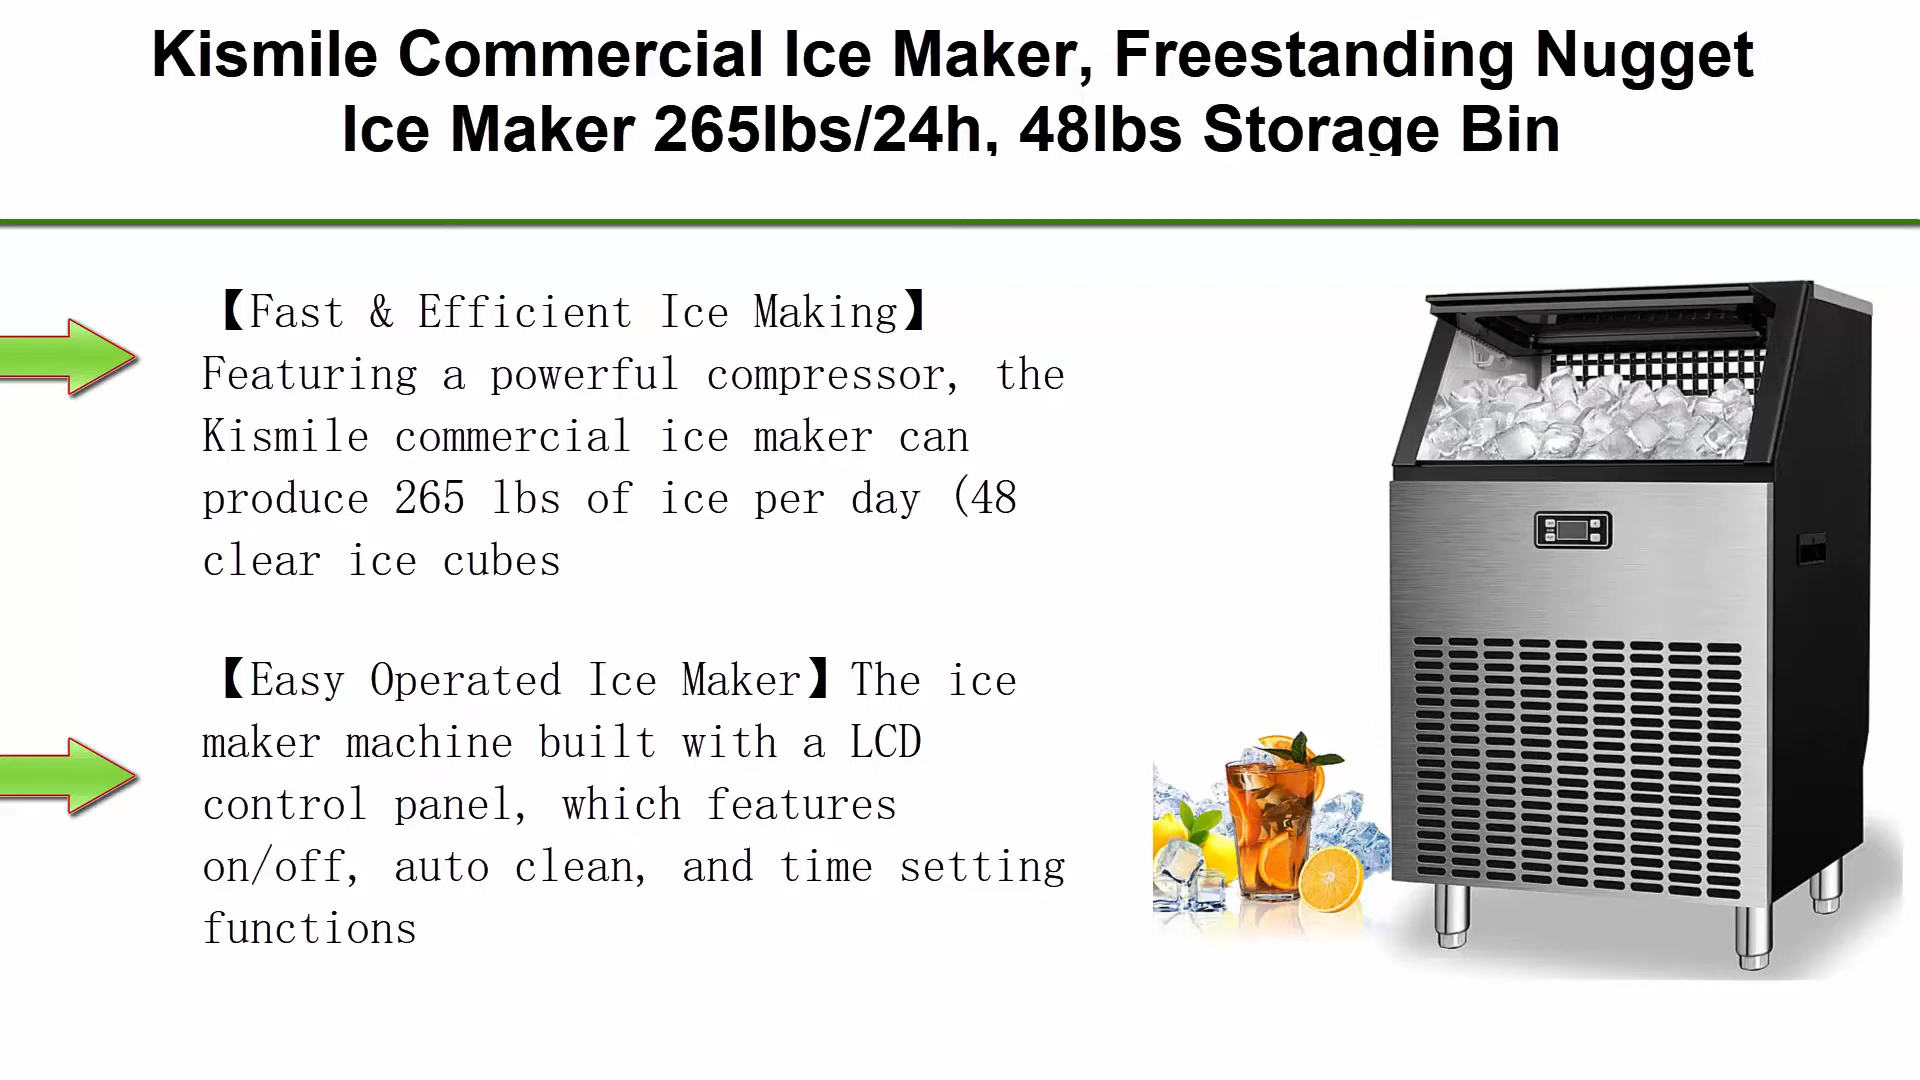 Kismile Commercial Ice Maker, Freestanding Nugget
Ice Maker 265lbs/24h, 48lbs Storage Bin
【Fast & Efficient Ice Making】
Featuring a powerful compressor, the
Kismile commercial ice maker can
produce 265 lbs of ice per day (48
clear ice cubes
【Easy Operated Ice Maker】The ice
maker machine built with a LCD
control panel, which features
on/off, auto clean, and time setting
functions